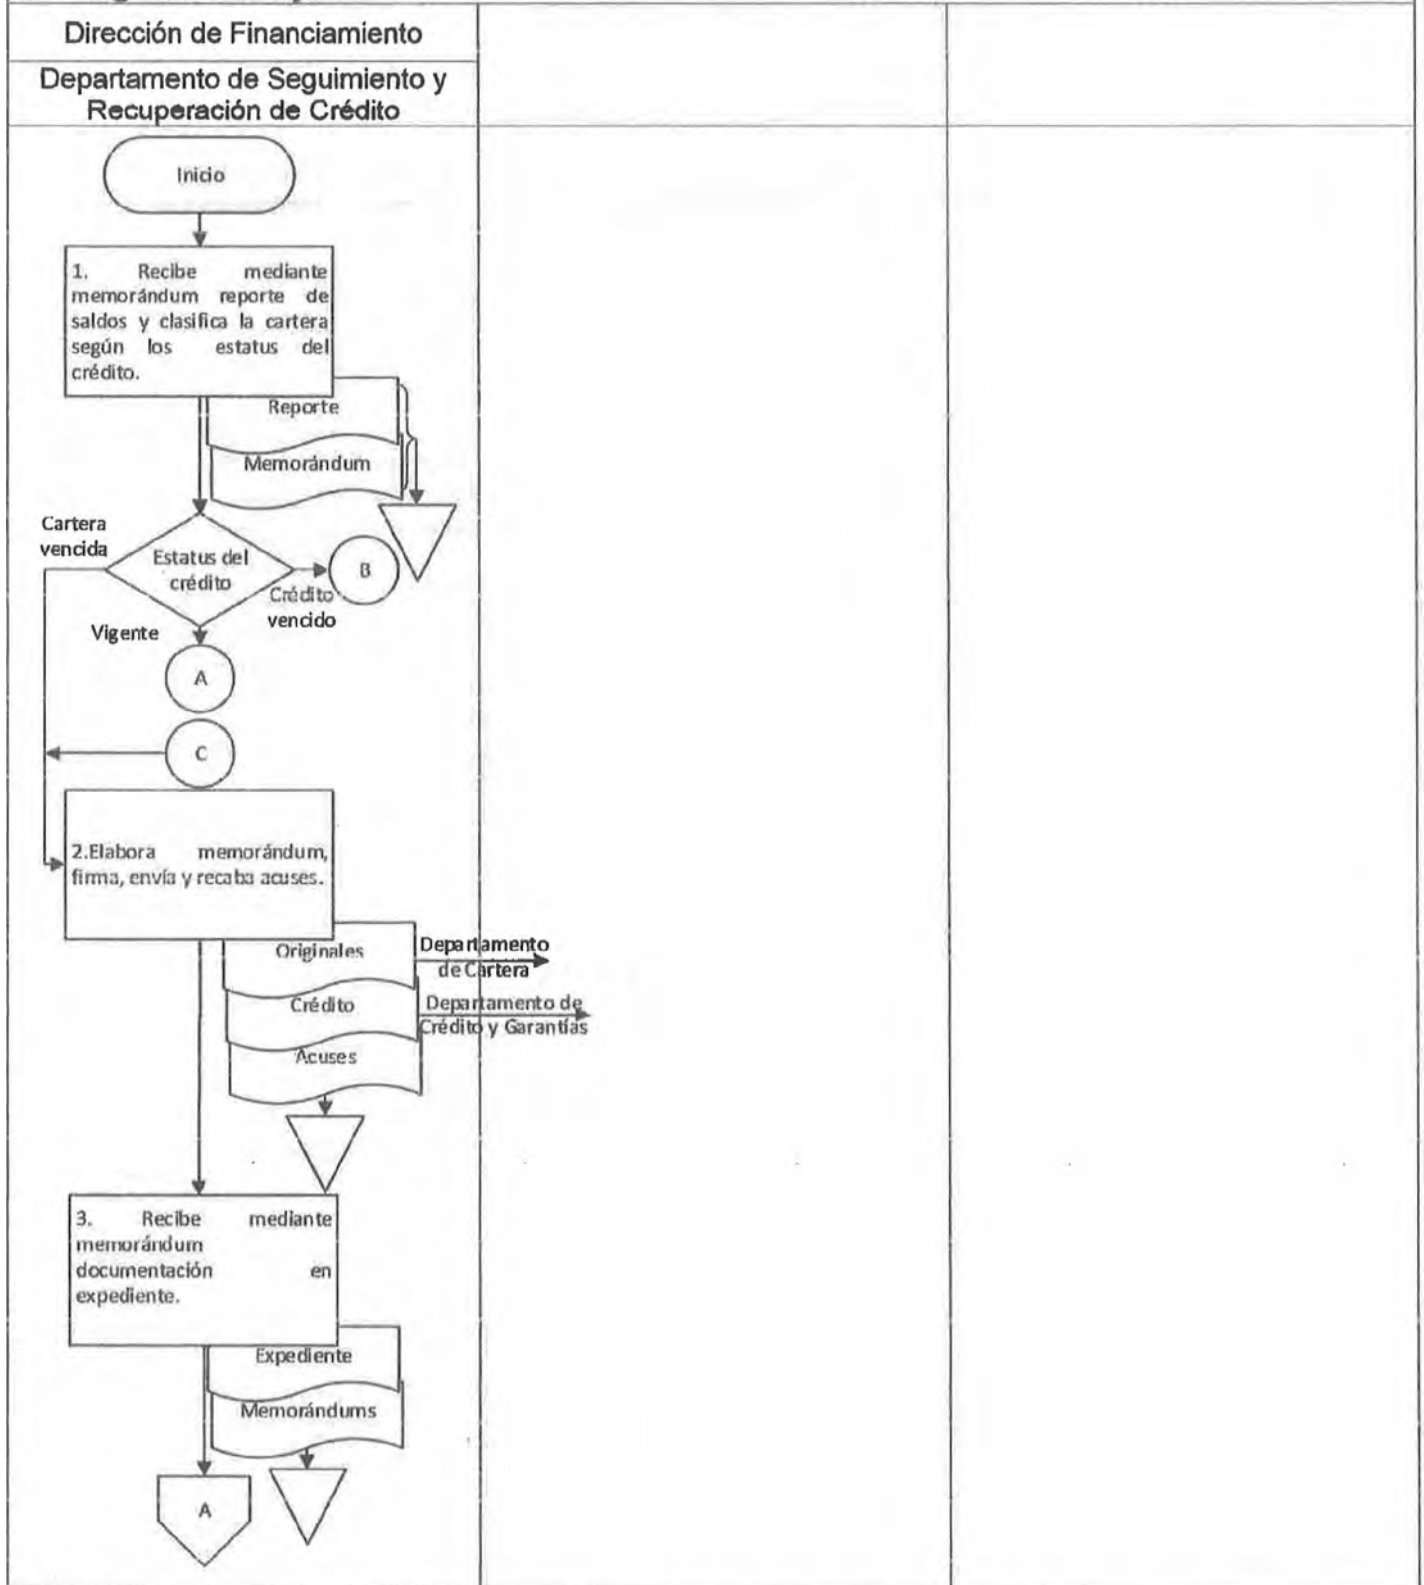 Dirección de Financiamiento
Departamento de Seguimiento y
Recuperación de Crédito
Inicio
1. Recibe mediante
memorándum reporte de
saldos y clasifica la cartera
según los estatus del
crédito.
Reporte
Memorándum
Cartera
vencida
Estatus del
crédito
B
Crédito
vencido
Vigente
A
C
2.Elabora memorándum,
firma, envía y recaba acuses.
Originales
Departamento
de Cartera
Crédito
Departamento de
Crédito y Garantías
Acuses
3. Recibe mediante
memorándum
documentación en
expediente.
Expediente
Memorándums
A